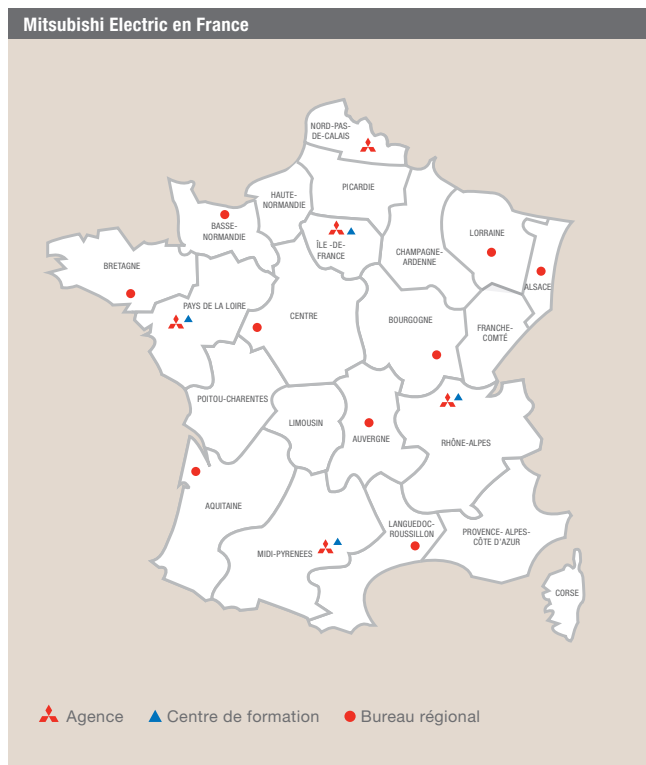 Mitsubishi Electric en France
NORD-PAS-
DE-CALAIS
PICARDIE
HAUTE-
NORMANDIE
BASSE-
NORMANDIE
ÎLE -DE-
FRANCE
CHAMPAGNE-
ARDENNE
LORRAINE
ALSACE
BRETAGNE
PAYS DE LA LOIRE
CENTRE
BOURGOGNE
FRANCHE-
COMTÉ
POITOU-CHARENTES
LIMOUSIN
AUVERGNE
RHÔNE-ALPES
AQUITAINE
MIDI-PYRENEES
LANGUEDOC-
ROUSSILLON
PROVENCE- ALPES-
CÔTE D'AZUR
CORSE
Agence Centre de formation Bureau régional